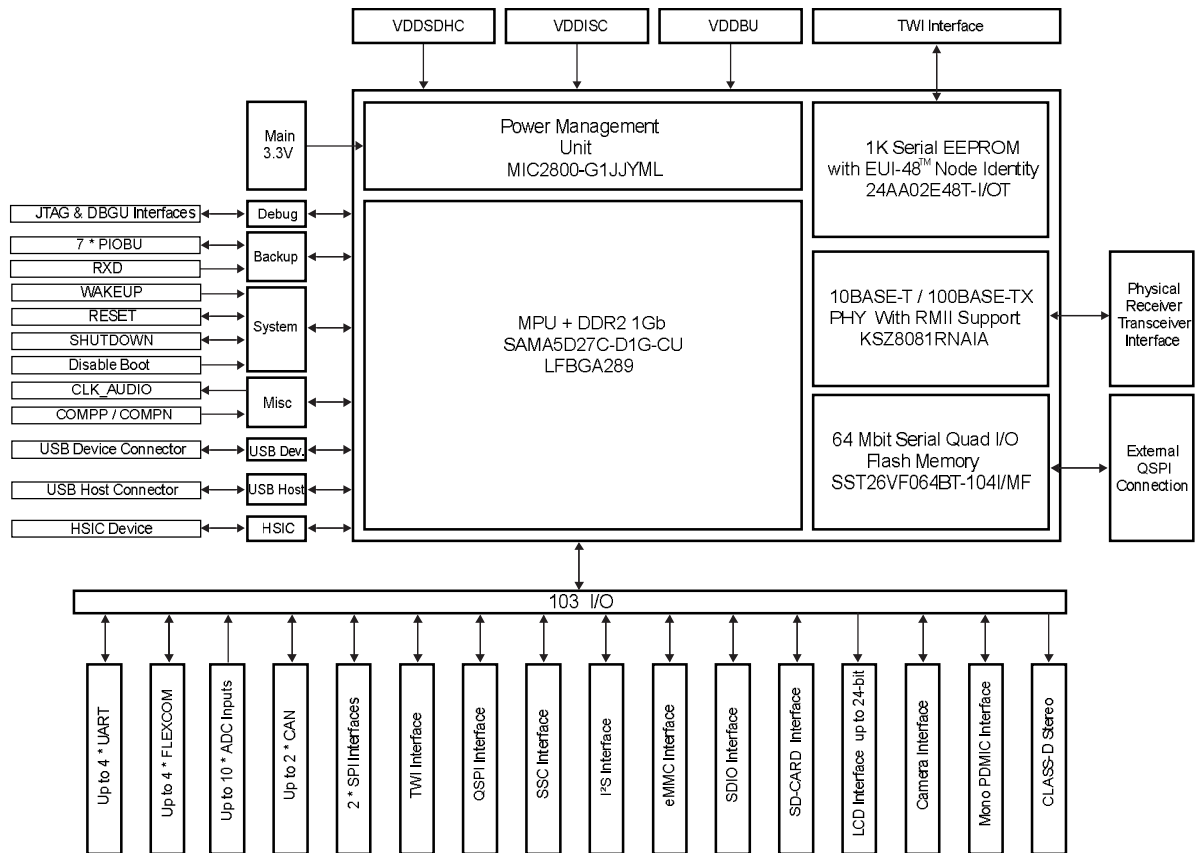 VDDSDHC
VDDISC
VDDBU
TWI Interface
Main
3.3V
Power Management
Unit
MIC2800-G1JJYML
1K Serial EEPROM
with EUI-48™ Node Identity
24AA02E48T-I/OT
JTAG & DBGU Interfaces
Debug
7 * PIOBU
RXD
Backup
WAKEUP
RESET
SHUTDOWN
Disable Boot
System
CLK_AUDIO
COMPP / COMPN
Misc
USB Device Connector
USB Dev.
USB Host Connector
USB Host
HSIC Device
HSIC
MPU + DDR2 1Gb
SAMA5D27C-D1G-CU
LFBGA289
10BASE-T / 100BASE-TX
PHY With RMII Support
KSZ8081RNAIA
Physical
Receiver
Transceiver
Interface
64 Mbit Serial Quad I/O
Flash Memory
SST26VF064BT-104I/MF
External
QSPI
Connection
103 I/O
Up to 4 * UART
Up to 4 * FLEXCOM
Up to 10 * ADC Inputs
Up to 2 * CAN
2 * SPI Interfaces
TWI Interface
QSPI Interface
SSC Interface
I²S Interface
eMMC Interface
SDIO Interface
SD-CARD Interface
LCD Interface up to 24-bit
Camera Interface
Mono PDMIC Interface
CLASS-D Stereo